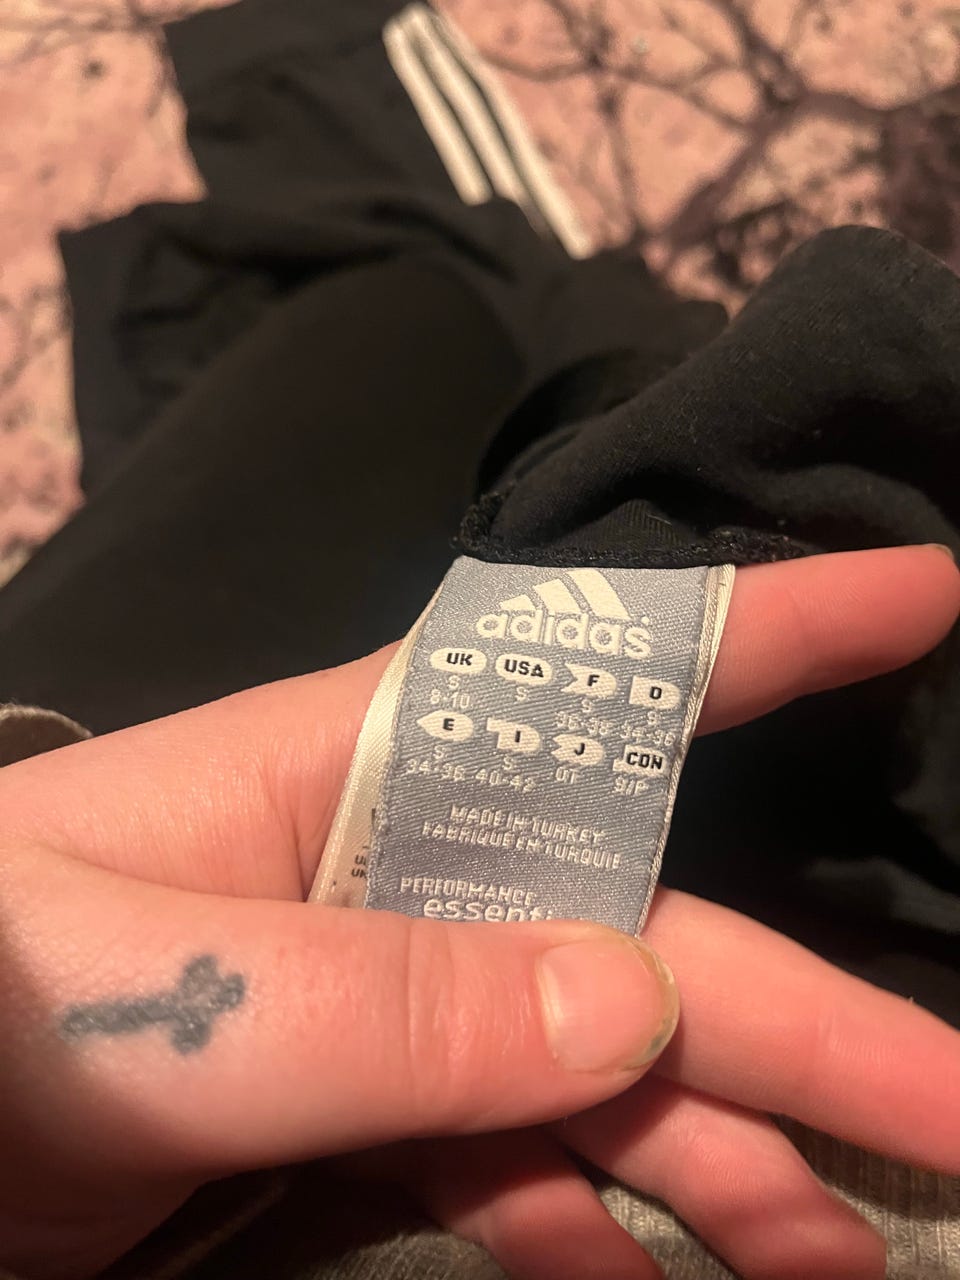 adidas
UK USA F D
S S S S
8-10 36-38 34-36
E I J CON
S S OT S/P
34-36 40-42
MADE IN TURKEY
FABRIQUE EN TURQUIE
PERFORMANCE
essenti